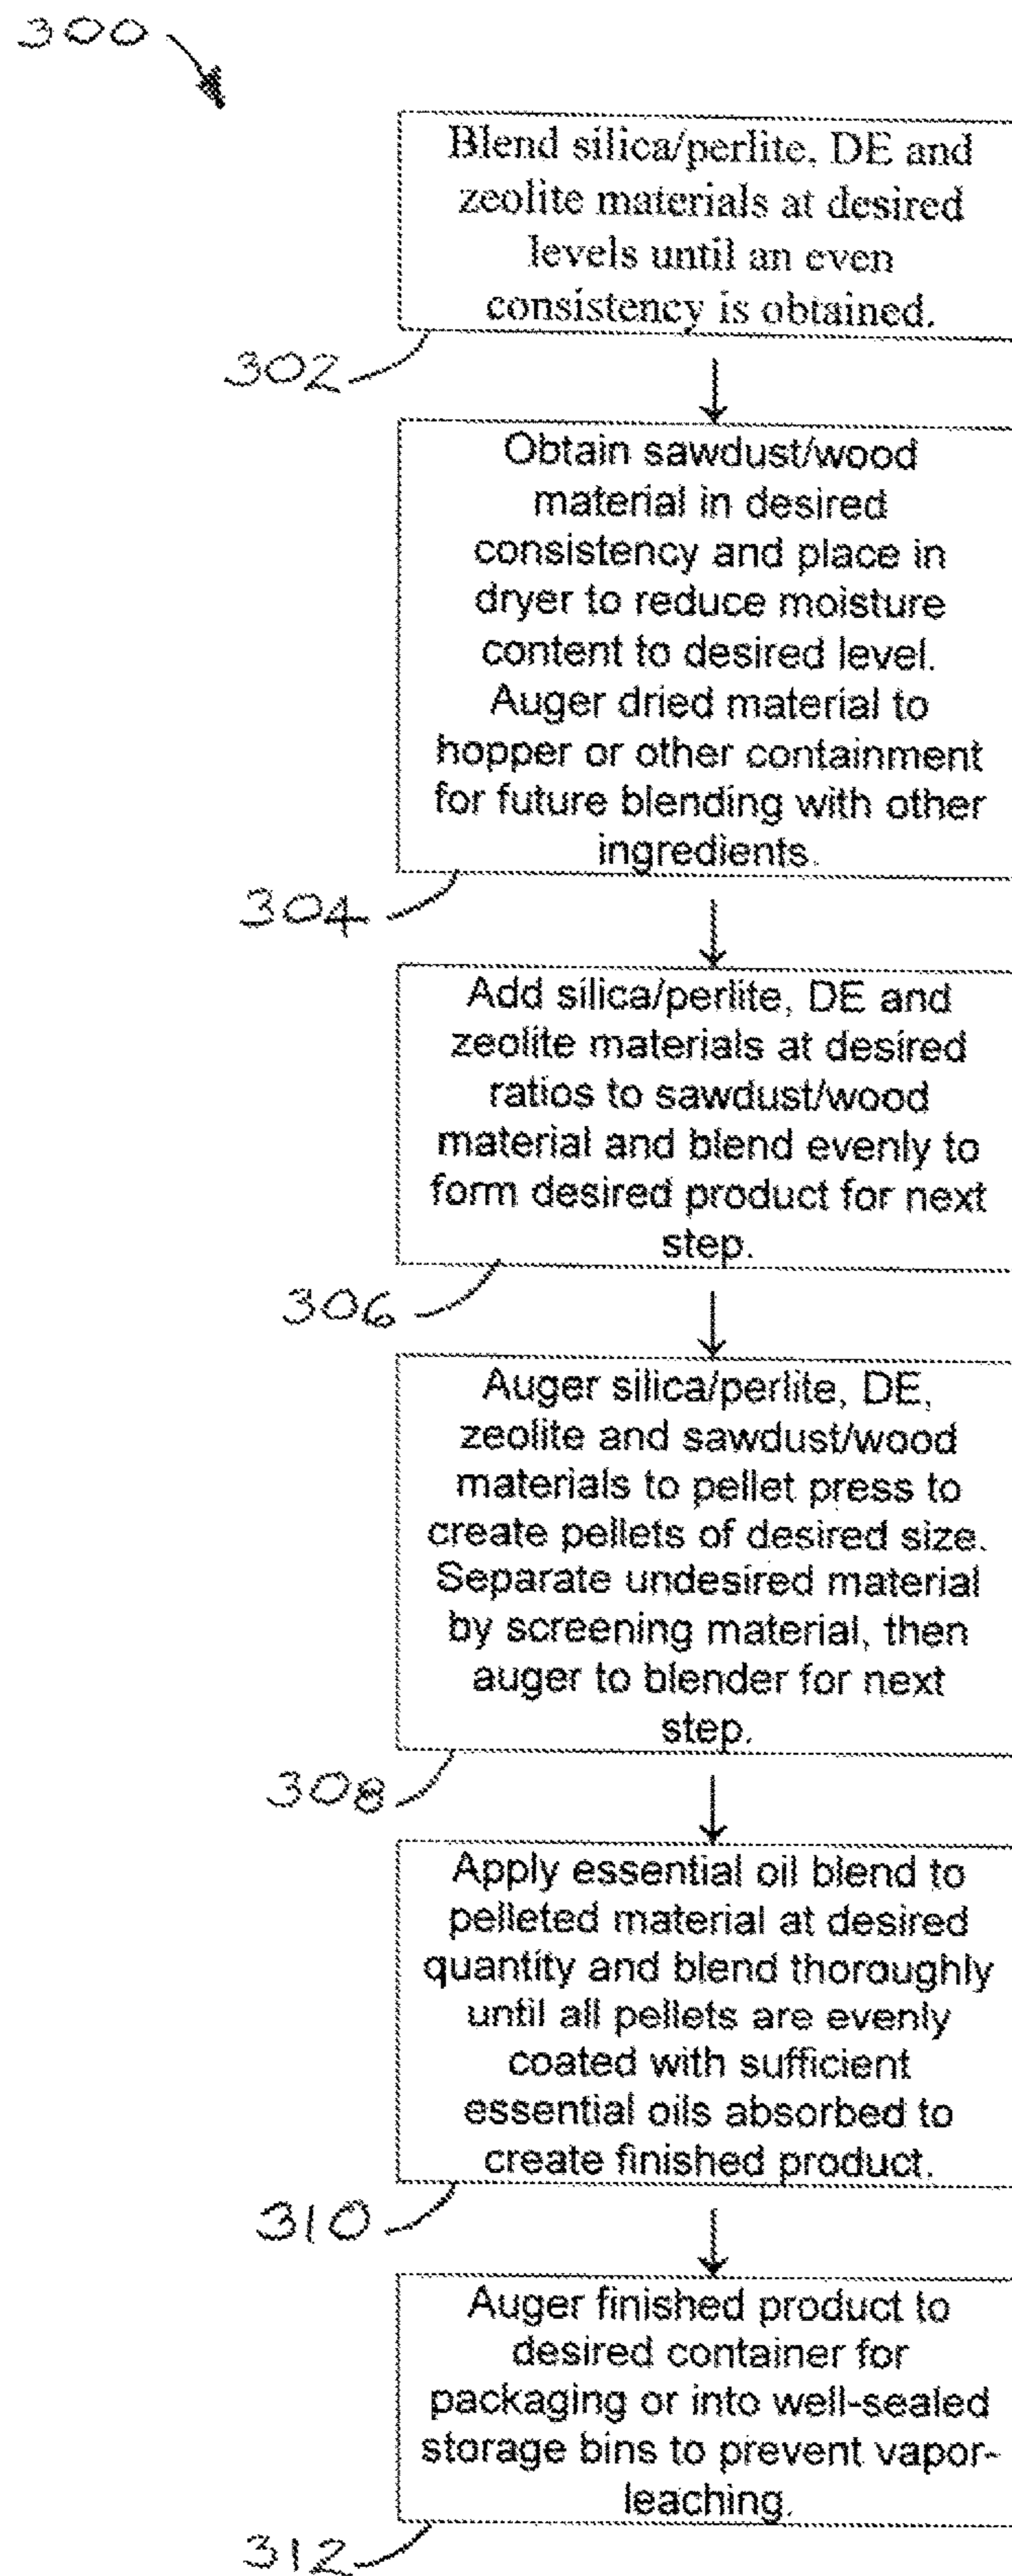 300
Blend silica/perlite, DE and
zeolite materials at desired
levels until an even
consistency is obtained.
302
Obtain sawdust/wood
material in desired
consistency and place in
dryer to reduce moisture
content to desired level.
Auger dried material to
hopper or other containment
for future blending with other
ingredients.
304
Add silica/perlite, DE and
zeolite materials at desired
ratios to sawdust/wood
material and blend evenly to
form desired product for next
step.
306
Auger silica/perlite, DE,
zeolite and sawdust/wood
materials to pellet press to
create pellets of desired size.
Separate undesired material
by screening material, then
auger to blender for next
step.
308
Apply essential oil blend to
pelleted material at desired
quantity and blend thoroughly
until all pellets are evenly
coated with sufficient
essential oils absorbed to
create finished product.
310
Auger finished product to
desired container for
packaging or into well-sealed
storage bins to prevent vapor-
leaching.
312